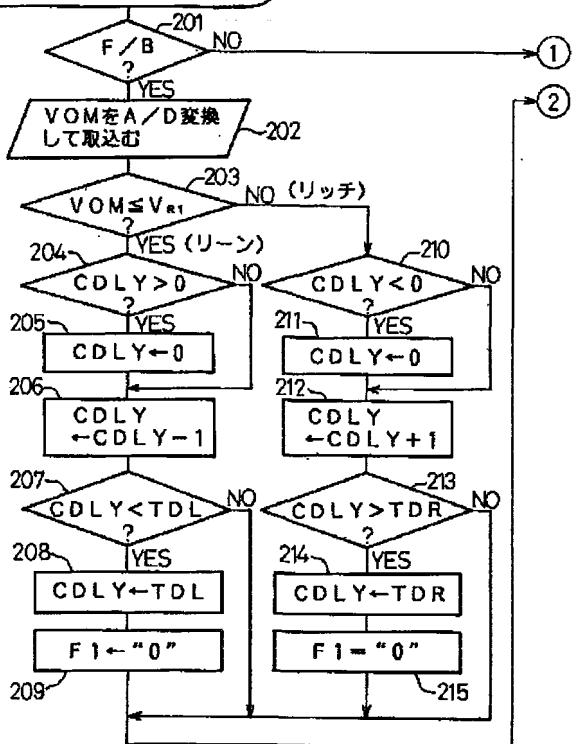 201
F/B
?
NO
①
YES
②
VOMをA/D変換
して取込む
202
203
VOM≦VR1
?
NO (リッチ)
YES (リーン)
204
CDLY>0
?
NO
YES
210
CDLY<0
?
NO
YES
205
CDLY←0
211
CDLY←0
206
CDLY
←CDLY-1
212
CDLY
←CDLY+1
207
CDLY<TDL
?
NO
YES
213
CDLY>TDR
?
NO
YES
208
CDLY←TDL
214
CDLY←TDR
F1←"0"
209
F1="0"
215